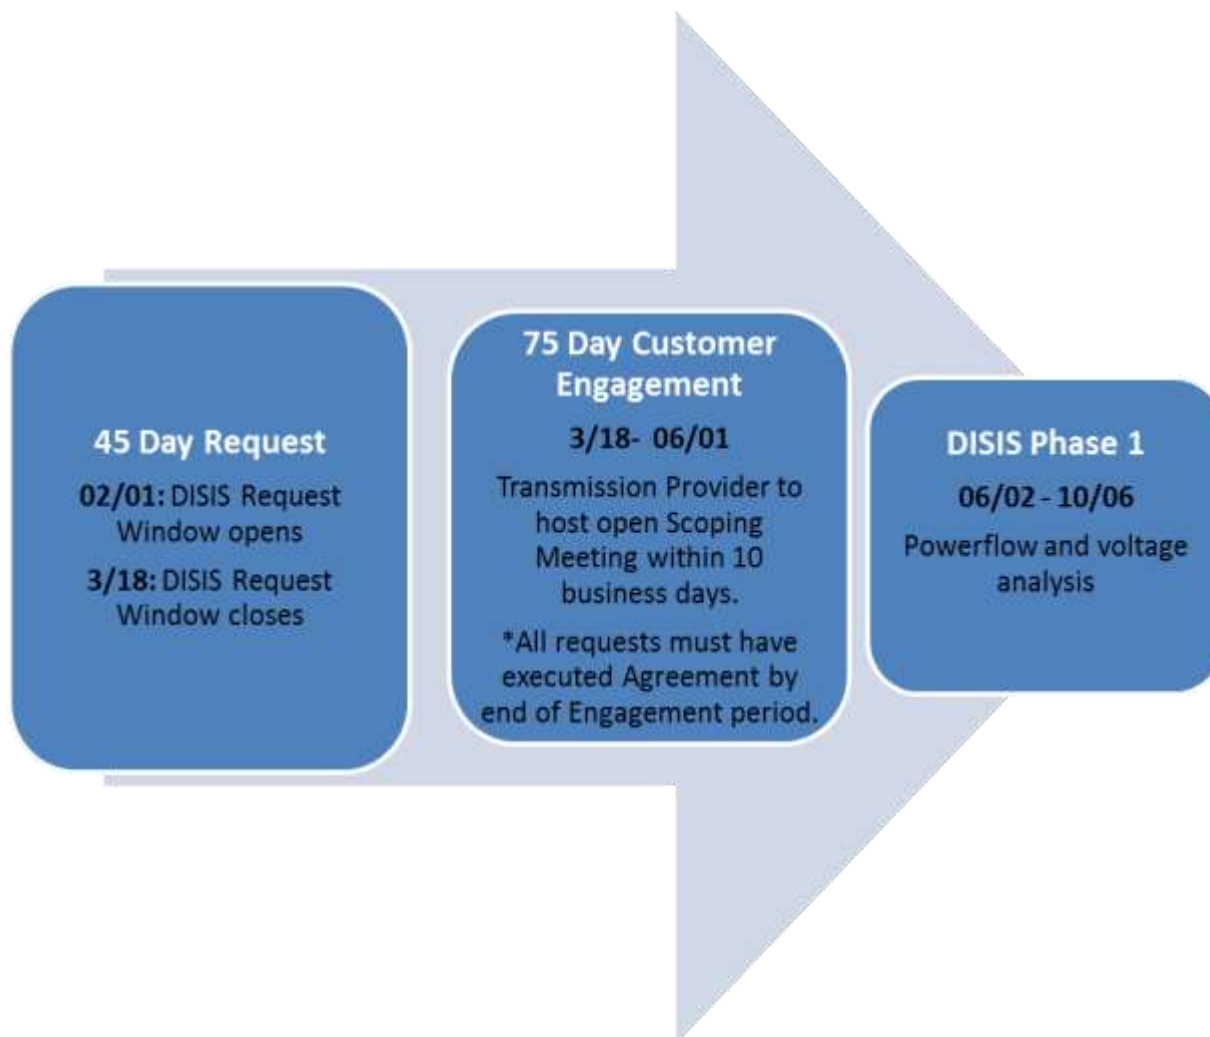 45 Day Request
02/01: DISIS Request
Window opens
3/18: DISIS Request
Window closes
75 Day Customer
Engagement
3/18- 06/01
Transmission Provider to
host open Scoping
Meeting within 10
business days.
*All requests must have
executed Agreement by
end of Engagement period.
DISIS Phase 1
06/02 - 10/06
Powerflow and voltage
analysis